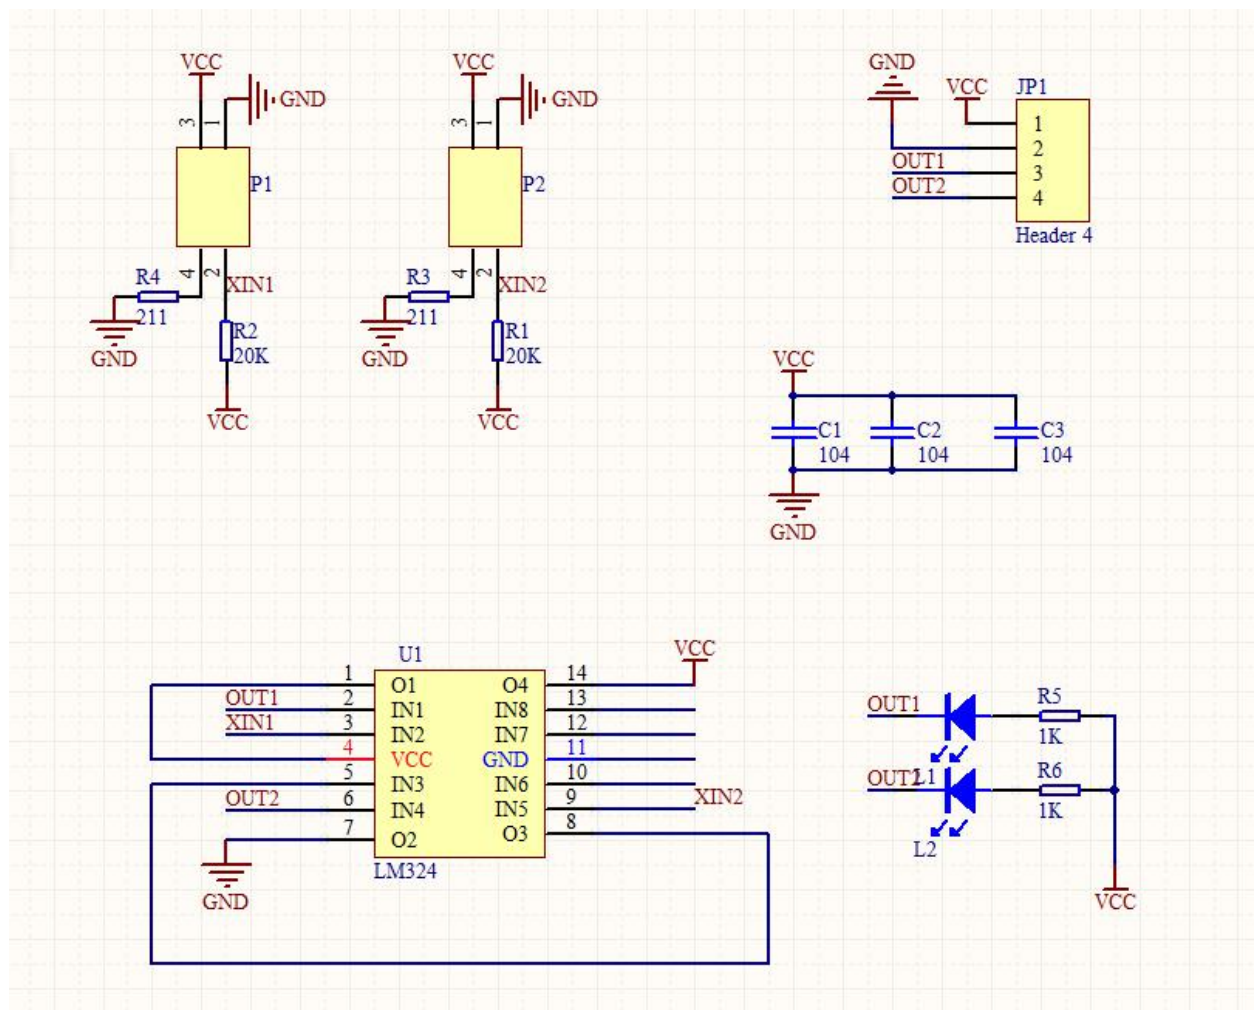 VCC
GND
3
1
P1
R4
4
2
XIN1
211
R2
20K
GND
VCC
VCC
GND
3
1
P2
R3
4
2
XIN2
211
R1
20K
GND
VCC
GND
VCC
JP1
1
2
OUT1
3
OUT2
4
Header 4
VCC
C1
104
C2
104
C3
104
GND
U1
VCC
1
O1
O4
14
OUT1
2
IN1
IN8
13
XIN1
3
IN2
IN7
12
4
VCC
GND
11
5
IN3
IN6
10
OUT2
6
IN4
IN5
9
XIN2
7
O2
O3
8
LM324
GND
OUT1
R5
1K
L1
OUT2
R6
1K
L2
VCC